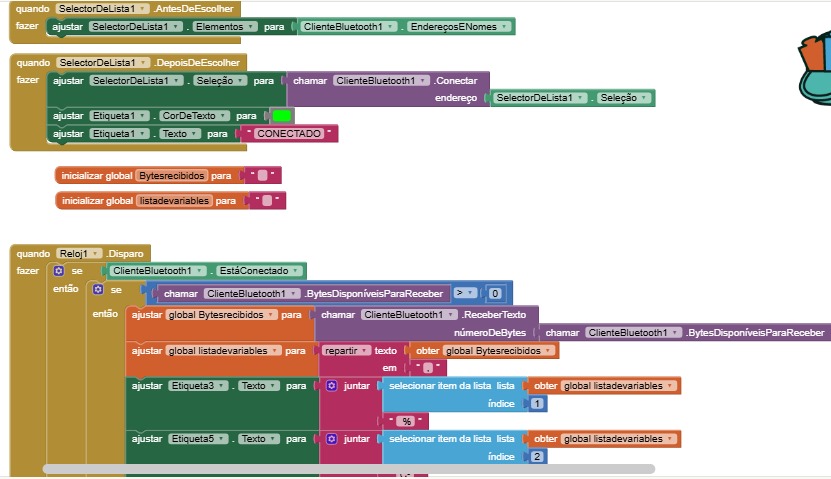 quando SelectorDeLista1 .AntesDeEscolher
fazer ajustar SelectorDeLista1 . Elementos para ClienteBluetooth1 . EndereçosENomes
quando SelectorDeLista1 .DepoisDeEscolher
fazer ajustar SelectorDeLista1 . Seleção para chamar ClienteBluetooth1 .Conectar
endereço SelectorDeLista1 . Seleção
ajustar Etiqueta1 . CorDeTexto para
ajustar Etiqueta1 . Texto para " CONECTADO "
inicializar global Bytesrecibidos para " "
inicializar global listadevariables para " "
quando Reloj1 .Disparo
fazer se ClienteBluetooth1 . EstáConectado
então se chamar ClienteBluetooth1 .BytesDisponíveisParaReceber > 0
então ajustar global Bytesrecibidos para chamar ClienteBluetooth1 .ReceberTexto
númeroDeBytes chamar ClienteBluetooth1 .BytesDisponíveisParaReceber
ajustar global listadevariables para repartir texto obter global Bytesrecibidos
em " , "
ajustar Etiqueta3 . Texto para juntar selecionar item da lista lista obter global listadevariables
índice 1
" % "
ajustar Etiqueta5 . Texto para juntar selecionar item da lista lista obter global listadevariables
índice 2